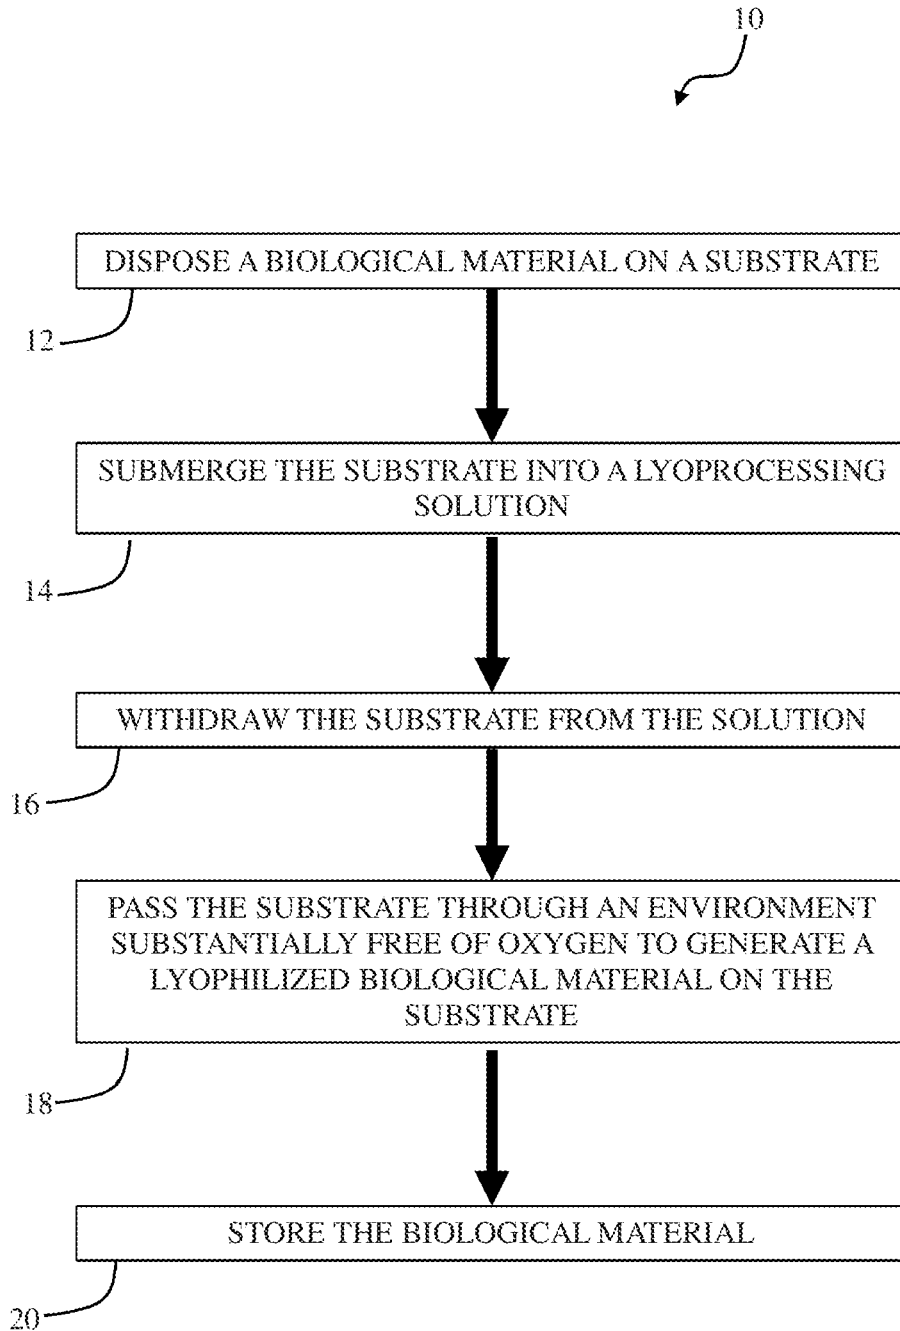 10
DISPOSE A BIOLOGICAL MATERIAL ON A SUBSTRATE
12
SUBMERGE THE SUBSTRATE INTO A LYOPROCESSING
SOLUTION
14
WITHDRAW THE SUBSTRATE FROM THE SOLUTION
16
PASS THE SUBSTRATE THROUGH AN ENVIRONMENT
SUBSTANTIALLY FREE OF OXYGEN TO GENERATE A
LYOPHILIZED BIOLOGICAL MATERIAL ON THE
SUBSTRATE
18
STORE THE BIOLOGICAL MATERIAL
20